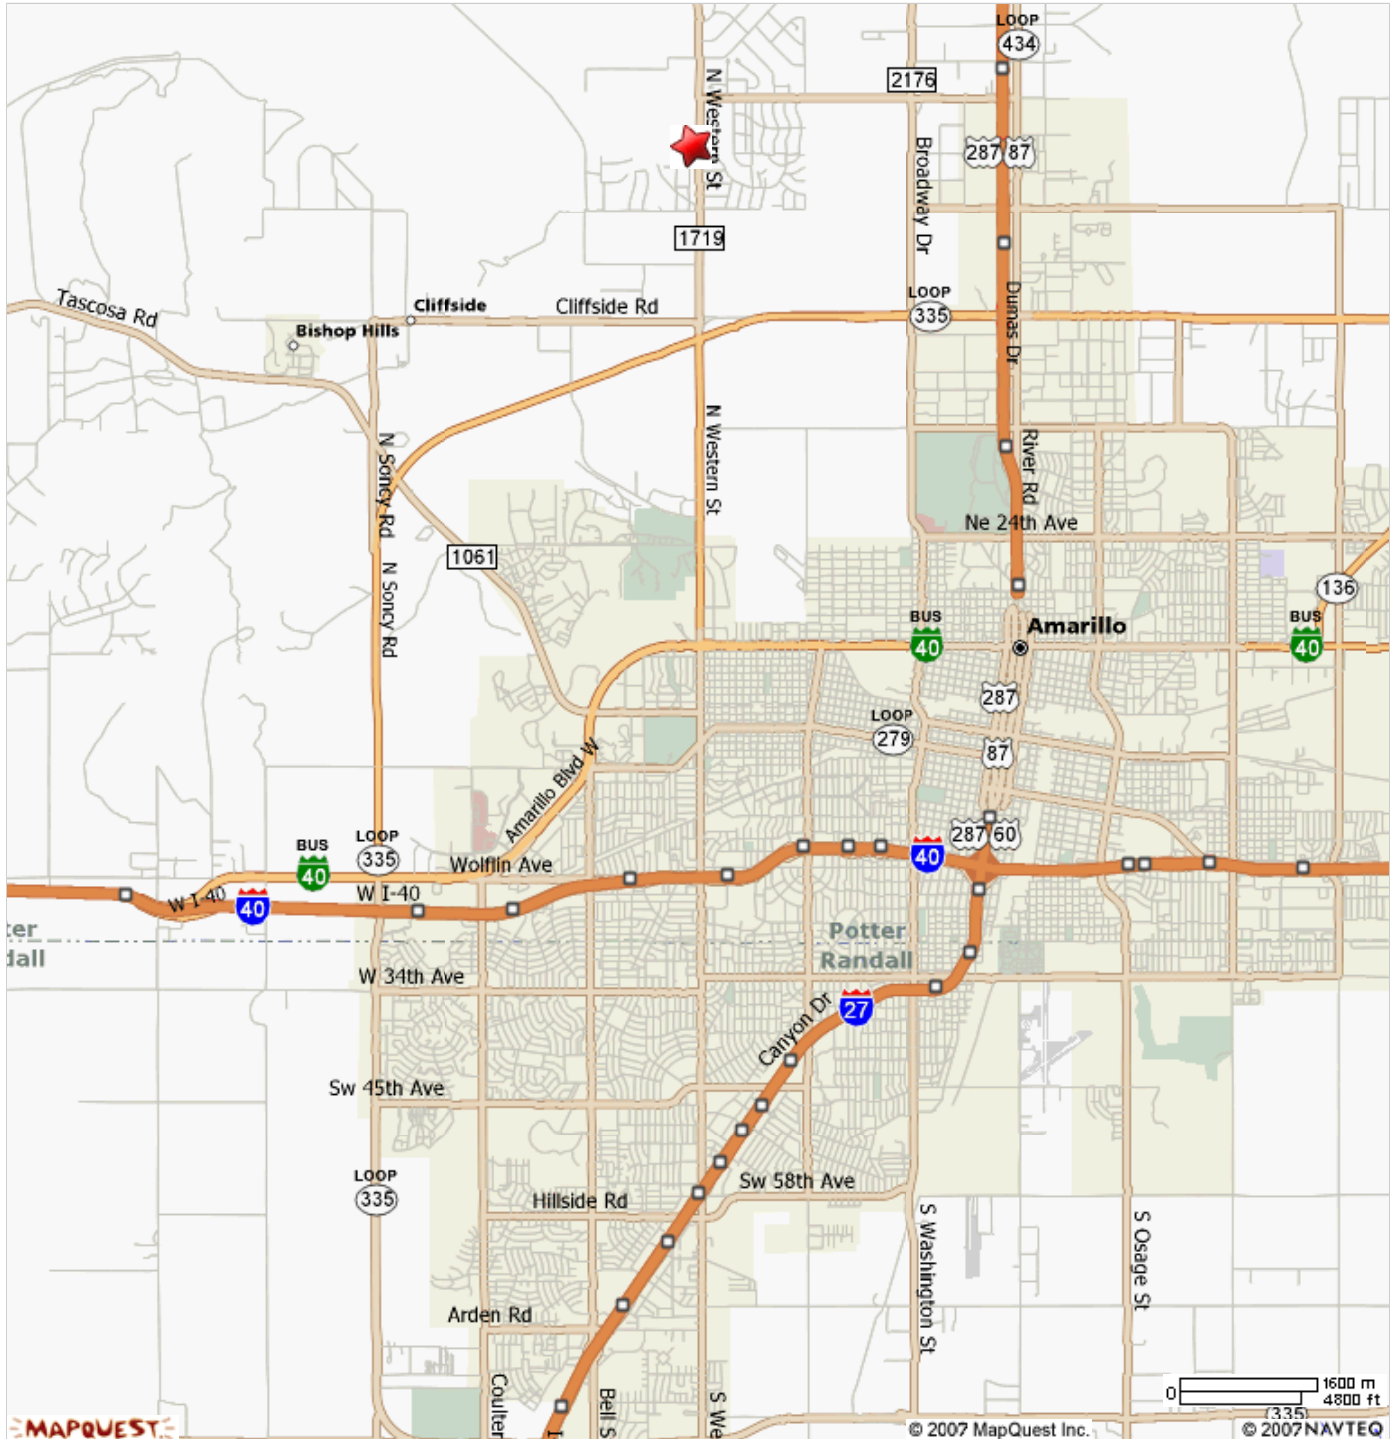 LOOP
434
2176
N Western St
287
87
Broadway Dr
1719
Tascosa Rd
Cliffside
Cliffside Rd
Bishop Hills
LOOP
335
Dumas Dr
N Western St
N Soncy Rd
River Rd
Ne 24th Ave
1061
N Soncy Rd
136
BUS
40
Amarillo
BUS
40
287
LOOP
279
87
Amarillo Blvd W
287
60
LOOP
335
BUS
40
Wolflin Ave
40
W I-40
W I-40
40
ter
dall
Potter
Randall
W 34th Ave
27
Canyon Dr
Sw 45th Ave
LOOP
335
Sw 58th Ave
Hillside Rd
S Washington St
S Osage St
Arden Rd
Coulter
Bell S
S We
I
0
1600 m
4800 ft
335
MAPQUEST
© 2007 MapQuest Inc.
© 2007 NAVTEQ